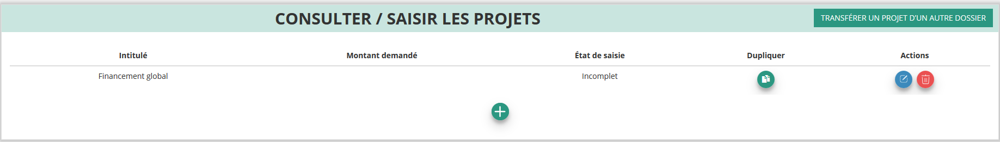 CONSULTER / SAISIR LES PROJETS
TRANSFÉRER UN PROJET D'UN AUTRE DOSSIER
Intitulé Montant demandé État de saisie Dupliquer Actions
Financement global Incomplet